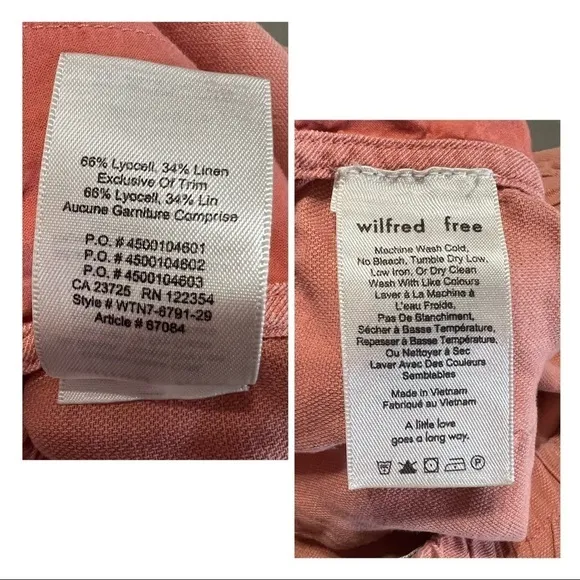 66% Lyocell, 34% Linen
Exclusive Of Trim
66% Lyocell, 34% Lin
Aucune Garniture Comprise
P.O. # 4500104601
P.O. # 4500104602
P.O. # 4500104603
CA 23725 RN 122354
Style # WTN7-6791-29
Article # 67084
wilfred free
Machine Wash Cold,
No Bleach, Tumble Dry Low,
Low Iron, Or Dry Clean
Wash With Like Colours
Laver à La Machine à
L'eau Froide,
Pas De Blanchiment,
Sécher à Basse Température,
Repasser à Basse Température,
Ou Nettoyer à Sec
Laver Avec Des Couleurs
Semblables
Made in Vietnam
Fabriqué au Vietnam
A little love
goes a long way.
P